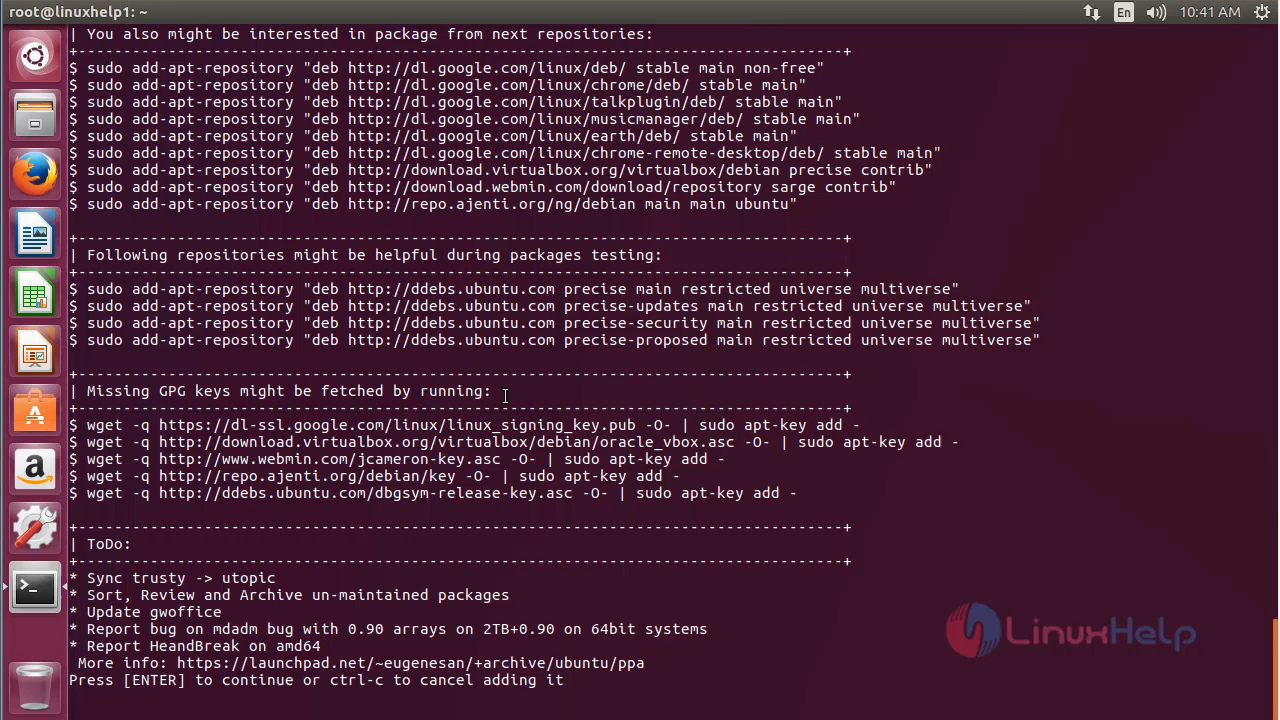 root@linuxhelp1: ~
En
10:41 AM
| You also might be interested in package from next repositories:
+-------------------------------------------------------------------------------------+
$ sudo add-apt-repository "deb http://dl.google.com/linux/deb/ stable main non-free"
$ sudo add-apt-repository "deb http://dl.google.com/linux/chrome/deb/ stable main"
$ sudo add-apt-repository "deb http://dl.google.com/linux/talkplugin/deb/ stable main"
$ sudo add-apt-repository "deb http://dl.google.com/linux/musicmanager/deb/ stable main"
$ sudo add-apt-repository "deb http://dl.google.com/linux/earth/deb/ stable main"
$ sudo add-apt-repository "deb http://dl.google.com/linux/chrome-remote-desktop/deb/ stable main"
$ sudo add-apt-repository "deb http://download.virtualbox.org/virtualbox/debian precise contrib"
$ sudo add-apt-repository "deb http://download.webmin.com/download/repository sarge contrib"
$ sudo add-apt-repository "deb http://repo.ajenti.org/ng/debian main main ubuntu"
+-------------------------------------------------------------------------------------+
| Following repositories might be helpful during packages testing:
+-------------------------------------------------------------------------------------+
$ sudo add-apt-repository "deb http://ddebs.ubuntu.com precise main restricted universe multiverse"
$ sudo add-apt-repository "deb http://ddebs.ubuntu.com precise-updates main restricted universe multiverse"
$ sudo add-apt-repository "deb http://ddebs.ubuntu.com precise-security main restricted universe multiverse"
$ sudo add-apt-repository "deb http://ddebs.ubuntu.com precise-proposed main restricted universe multiverse"
+-------------------------------------------------------------------------------------+
| Missing GPG keys might be fetched by running:
+-------------------------------------------------------------------------------------+
$ wget -q https://dl-ssl.google.com/linux/linux_signing_key.pub -O- | sudo apt-key add -
$ wget -q http://download.virtualbox.org/virtualbox/debian/oracle_vbox.asc -O- | sudo apt-key add -
$ wget -q http://www.webmin.com/jcameron-key.asc -O- | sudo apt-key add -
$ wget -q http://repo.ajenti.org/debian/key -O- | sudo apt-key add -
$ wget -q http://ddebs.ubuntu.com/dbgsym-release-key.asc -O- | sudo apt-key add -
+-------------------------------------------------------------------------------------+
| ToDo:
+-------------------------------------------------------------------------------------+
* Sync trusty -> utopic
* Sort, Review and Archive un-maintained packages
* Update gwoffice
* Report bug on mdadm bug with 0.90 arrays on 2TB+0.90 on 64bit systems
* Report HeandBreak on amd64
More info: https://launchpad.net/~eugenesan/+archive/ubuntu/ppa
Press [ENTER] to continue or ctrl-c to cancel adding it
LinuxHelp